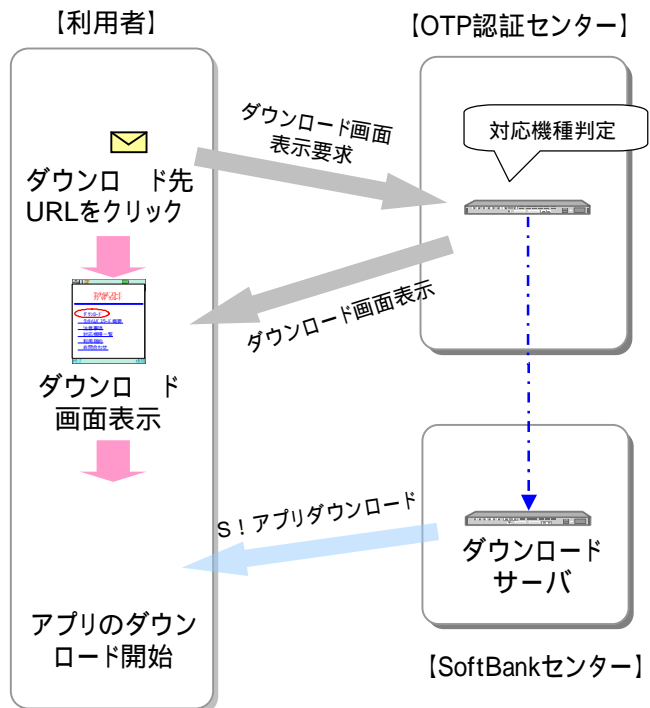 【利用者】
【OTP認証センター】
ダウンロード画面
表示要求
対応機種判定
ダウンロ　ード先
URLをクリック
ダウンロード画面表示
ダウンロ　ード
画面表示
S！アプリダウンロード
ダウンロード
サーバ
アプリのダウン
ロード開始
【SoftBankセンター】